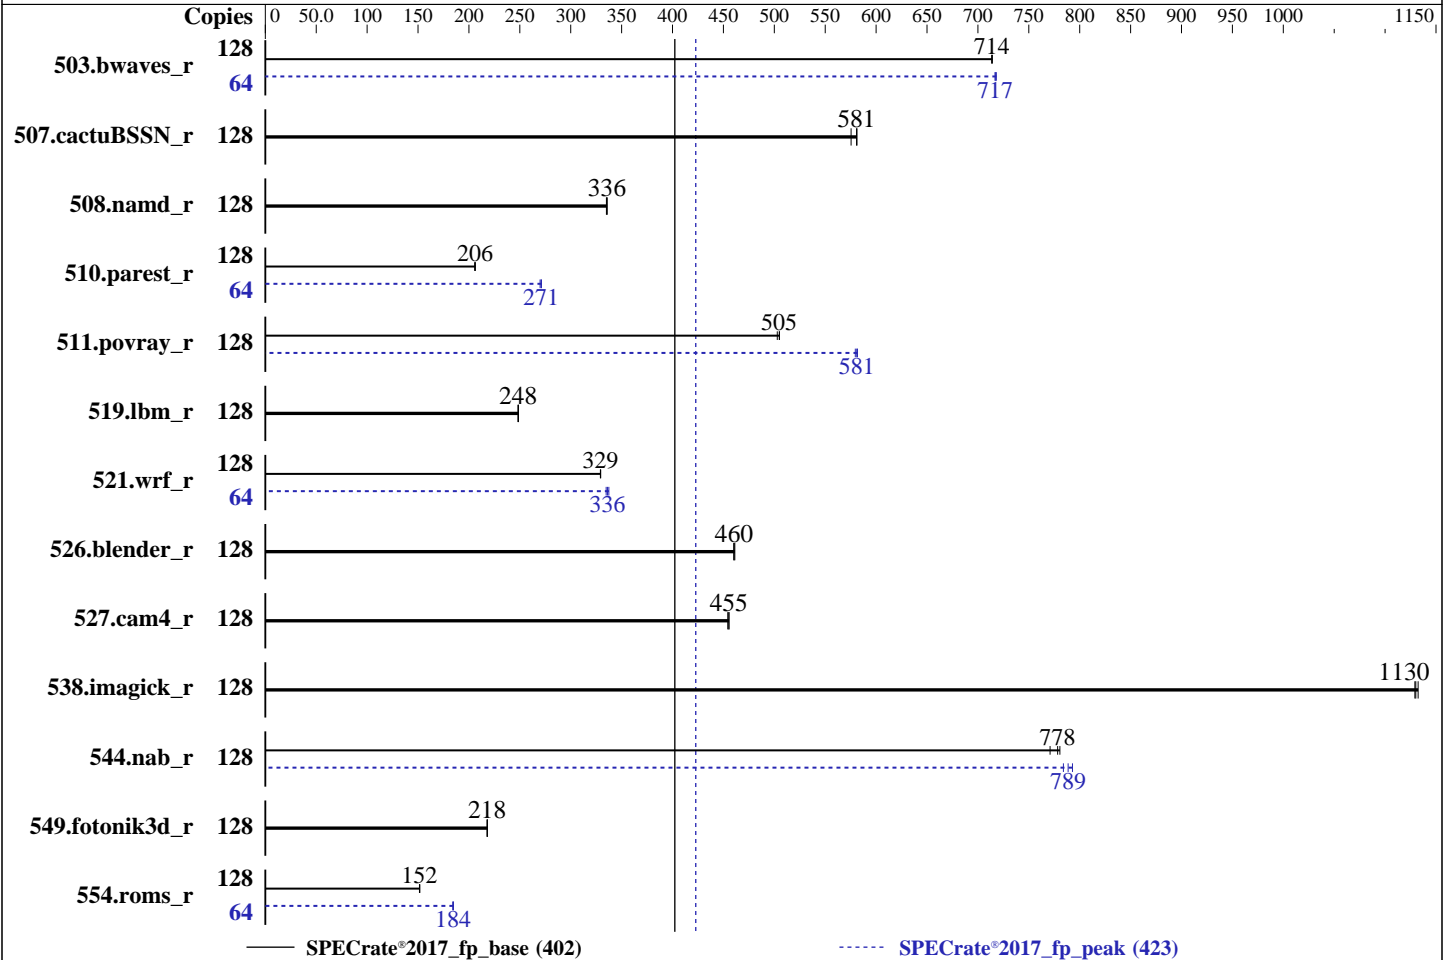 Copies 0 50.0 100 150 200 250 300 350 400 450 500 550 600 650 700 750 800 850 900 950 1000 1150
503.bwaves_r 128 714
64 717
507.cactuBSSN_r 128 581
508.namd_r 128 336
510.parest_r 128 206
64 271
511.povray_r 128 505
581
519.lbm_r 128 248
521.wrf_r 128 329
64 336
526.blender_r 128 460
527.cam4_r 128 455
538.imagick_r 128 1130
544.nab_r 128 778
789
549.fotonik3d_r 128 218
554.roms_r 128 152
64 184
SPECrate®2017_fp_base (402) SPECrate®2017_fp_peak (423)